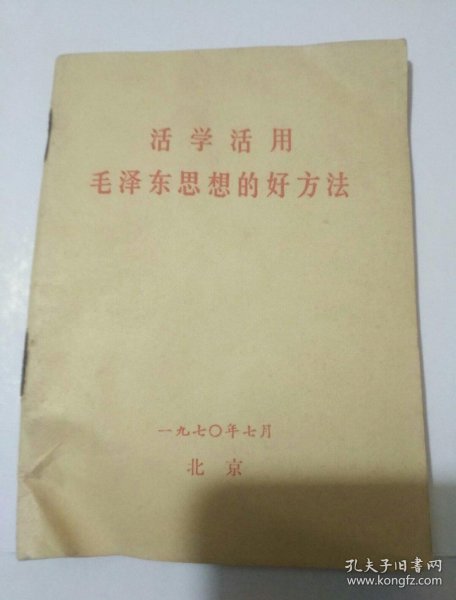 活学活用
毛泽东思想的好方法
一九七〇年七月
北京
孔夫子旧书网
www.kongfz.com